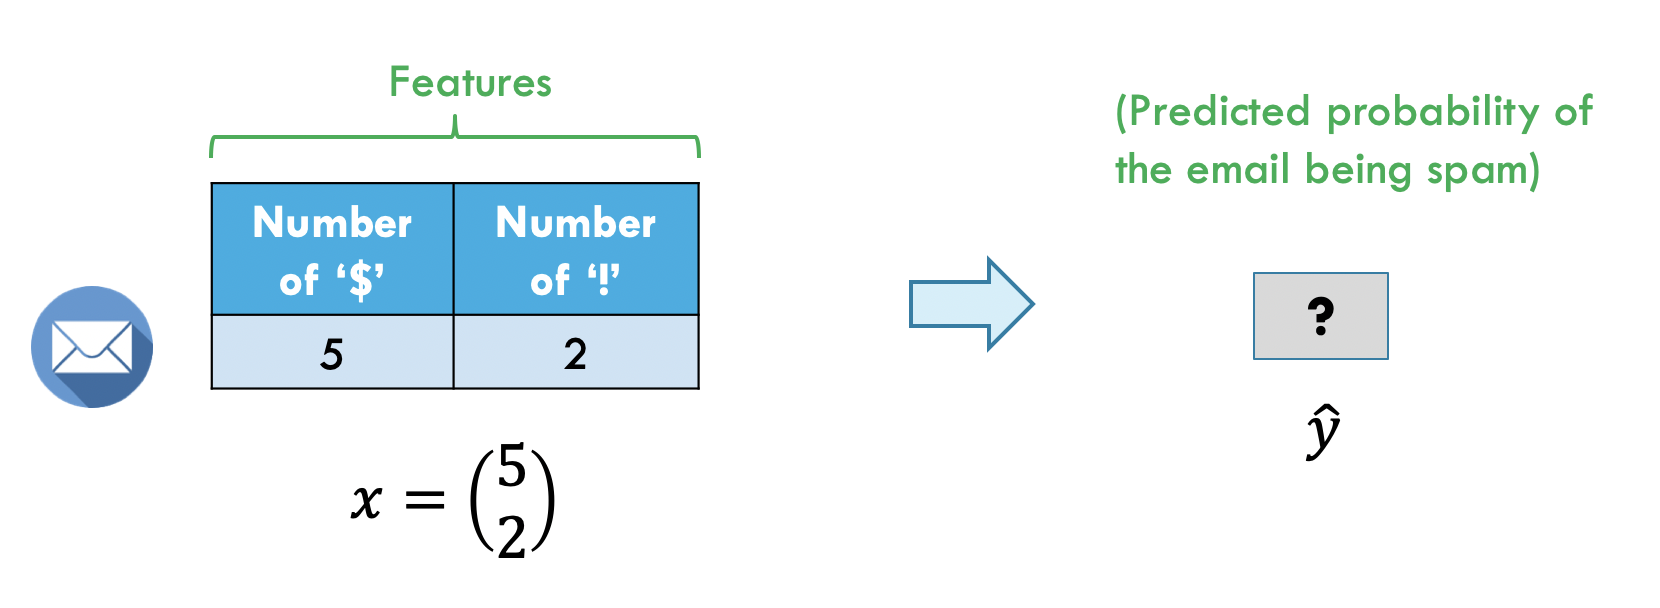 Features
(Predicted probability of
the email being spam)
Number
of ‘$’
Number
of ‘!’
5
2
?
x = (5
2)
ŷ